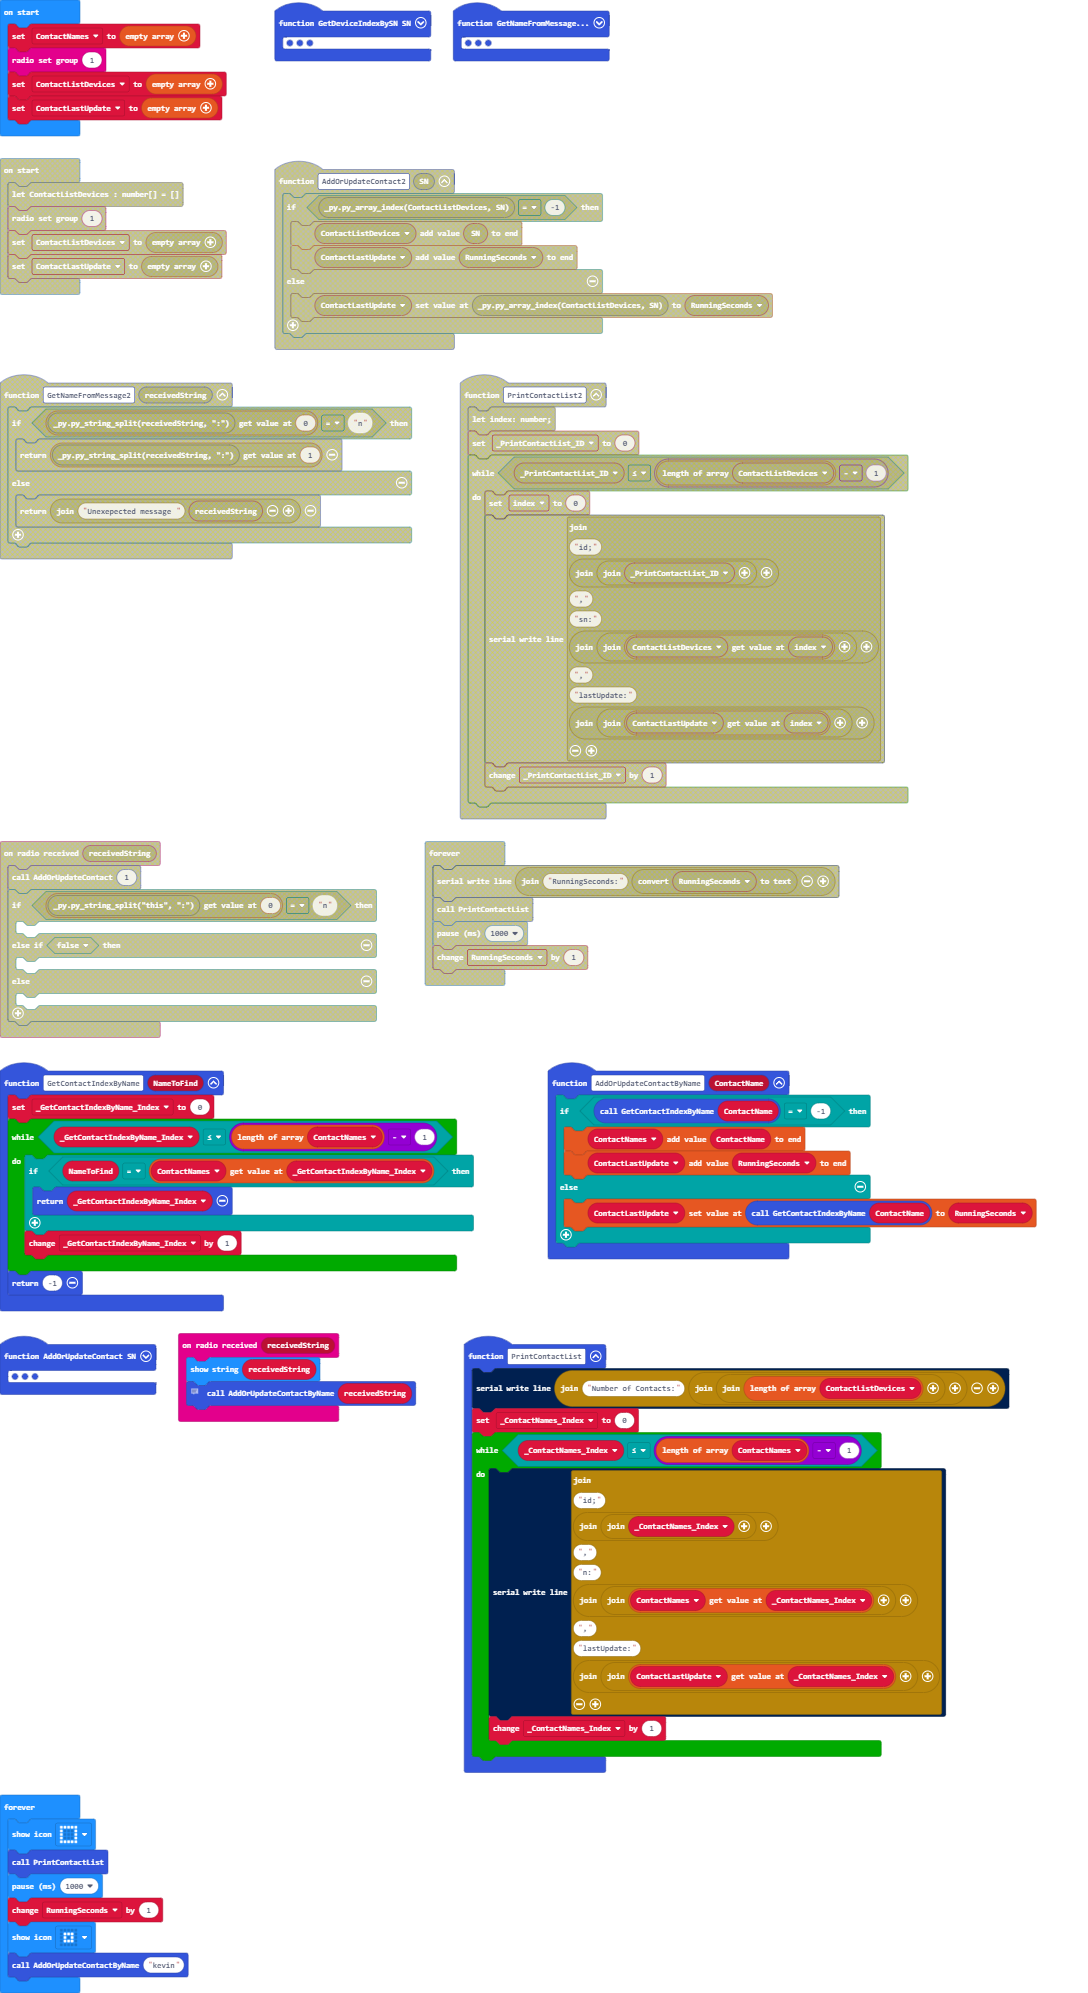 on start
set ContactNames to empty array
radio set group 1
set ContactListDevices to empty array
set ContactLastUpdate to empty array
function GetDeviceIndexBySN SN
function GetNameFromMessage...
on start
let ContactListDevices : number[] = []
radio set group 1
set ContactListDevices to empty array
set ContactLastUpdate to empty array
function AddOrUpdateContact2 SN
if _py.py_array_index(ContactListDevices, SN) = -1 then
ContactListDevices add value SN to end
ContactLastUpdate add value RunningSeconds to end
else
ContactLastUpdate set value at _py.py_array_index(ContactListDevices, SN) to RunningSeconds
function GetNameFromMessage2 receivedString
if _py.py_string_split(receivedString, ":") get value at 0 = "n" then
return _py.py_string_split(receivedString, ":") get value at 1
else
return join "Unexepected message " receivedString
function PrintContactList2
let index: number;
set _PrintContactList_ID to 0
while _PrintContactList_ID ≤ length of array ContactListDevices - 1
do
set index to 0
join
"id;"
join join _PrintContactList_ID
","
"sn:"
serial write line
join join ContactListDevices get value at index
","
"lastUpdate:"
join join ContactLastUpdate get value at index
change _PrintContactList_ID by 1
on radio received receivedString
call AddOrUpdateContact 1
if _py.py_string_split("this", ":") get value at 0 = "n" then
else if false then
else
forever
serial write line join "RunningSeconds:" convert RunningSeconds to text
call PrintContactList
pause (ms) 1000
change RunningSeconds by 1
function GetContactIndexByName NameToFind
set _GetContactIndexByName_Index to 0
while _GetContactIndexByName_Index ≤ length of array ContactNames - 1
do
if NameToFind = ContactNames get value at _GetContactIndexByName_Index then
return _GetContactIndexByName_Index
change _GetContactIndexByName_Index by 1
return -1
function AddOrUpdateContactByName ContactName
if call GetContactIndexByName ContactName = -1 then
ContactNames add value ContactName to end
ContactLastUpdate add value RunningSeconds to end
else
ContactLastUpdate set value at call GetContactIndexByName ContactName to RunningSeconds
function AddOrUpdateContact SN
on radio received receivedString
show string receivedString
call AddOrUpdateContactByName receivedString
function PrintContactList
serial write line join "Number of Contacts:" join join length of array ContactListDevices
set _ContactNames_Index to 0
while _ContactNames_Index ≤ length of array ContactNames - 1
do
join
"id;"
join join _ContactNames_Index
","
"n:"
serial write line
join join ContactNames get value at _ContactNames_Index
","
"lastUpdate:"
join join ContactLastUpdate get value at _ContactNames_Index
change _ContactNames_Index by 1
forever
show icon
call PrintContactList
pause (ms) 1000
change RunningSeconds by 1
show icon
call AddOrUpdateContactByName "kevin"